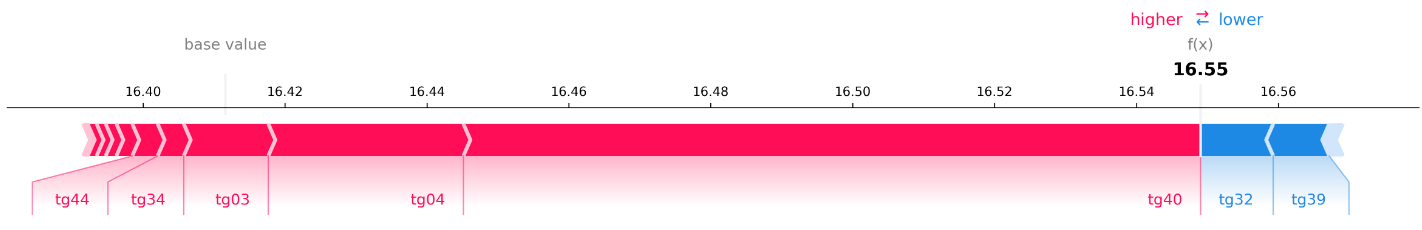 higher ⇄ lower
base value f(x)
16.55
16.40 16.42 16.44 16.46 16.48 16.50 16.52 16.54 16.56
tg44 tg34 tg03 tg04 tg40 tg32 tg39